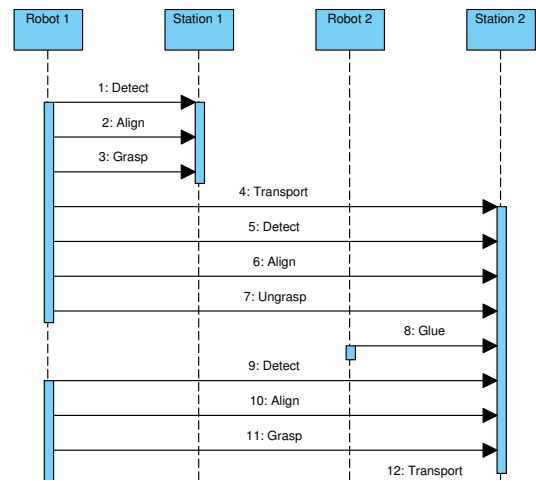 Robot 1
Station 1
Robot 2
Station 2
1: Detect
2: Align
3: Grasp
4: Transport
5: Detect
6: Align
7: Ungrasp
8: Glue
9: Detect
10: Align
11: Grasp
12: Transport